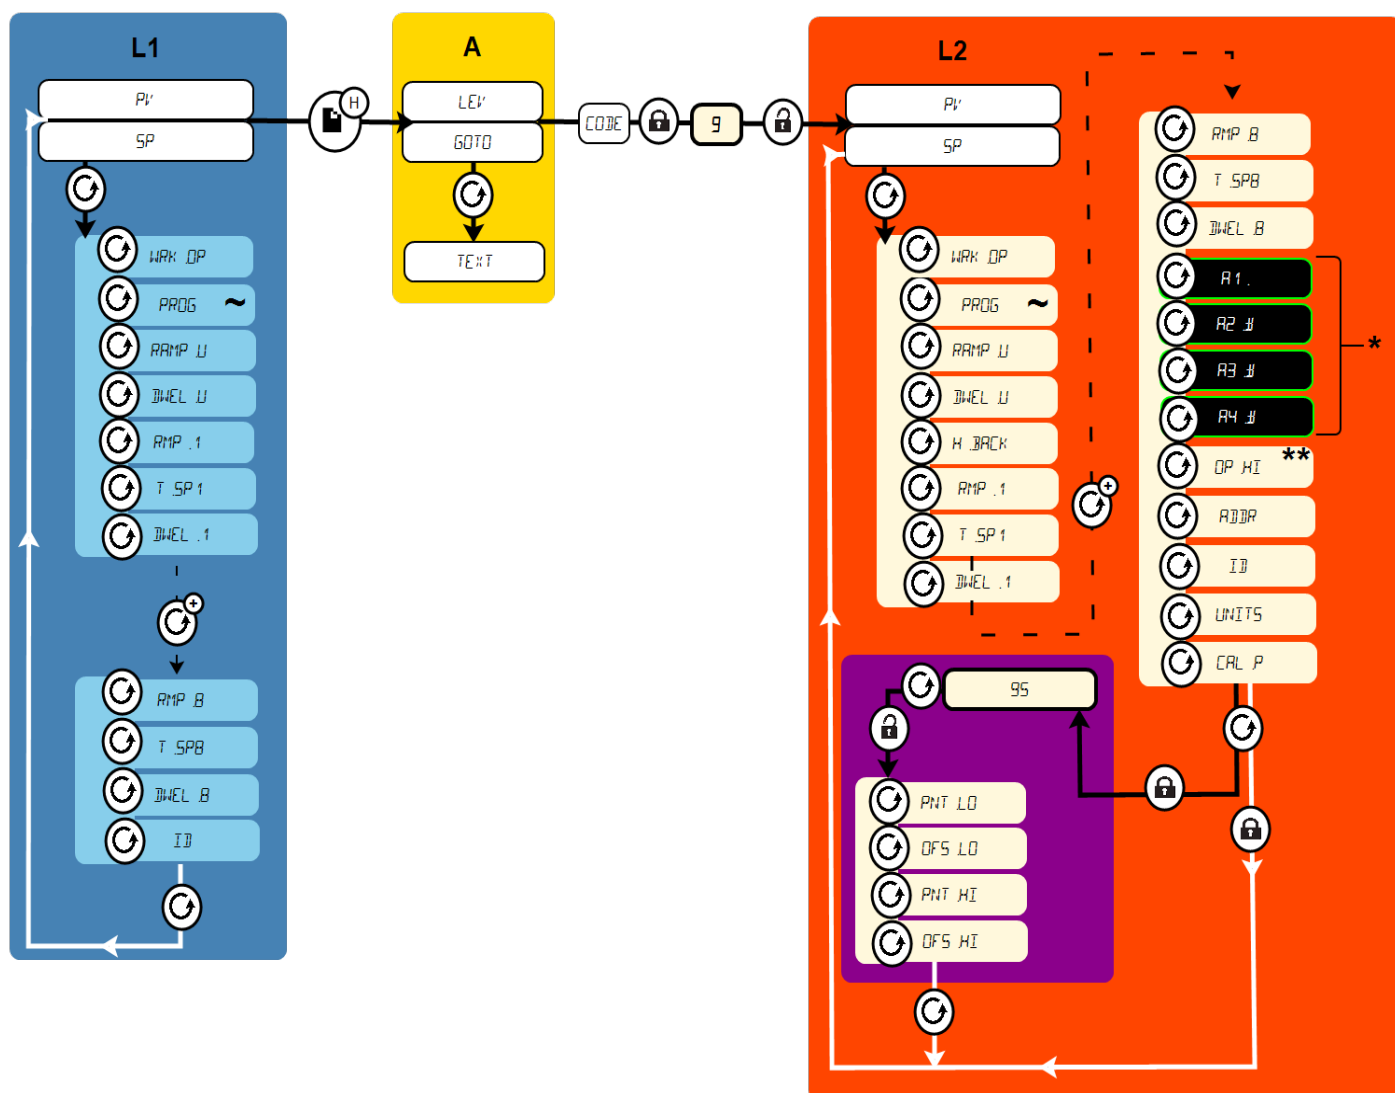 L1
PV
SP
WRK .OP
PROG ~
RAMP .U
DWEL .U
RMP .1
T .SP1
DWEL .1
+
RMP .8
T .SP8
DWEL .8
ID
H
A
LEV
GOTO
TEXT
CODE
9
L2
PV
SP
WRK .OP
PROG ~
RAMP .U
DWEL .U
H .BACK
RMP .1
T .SP1
DWEL .1
+
RMP .8
T .SP8
DWEL .8
A1 .
A2 .#
A3 .#
A4 .#
*
OP .HI **
ADDR
ID
UNITS
CAL .P
95
PNT .LO
OFS .LO
PNT .HI
OFS .HI